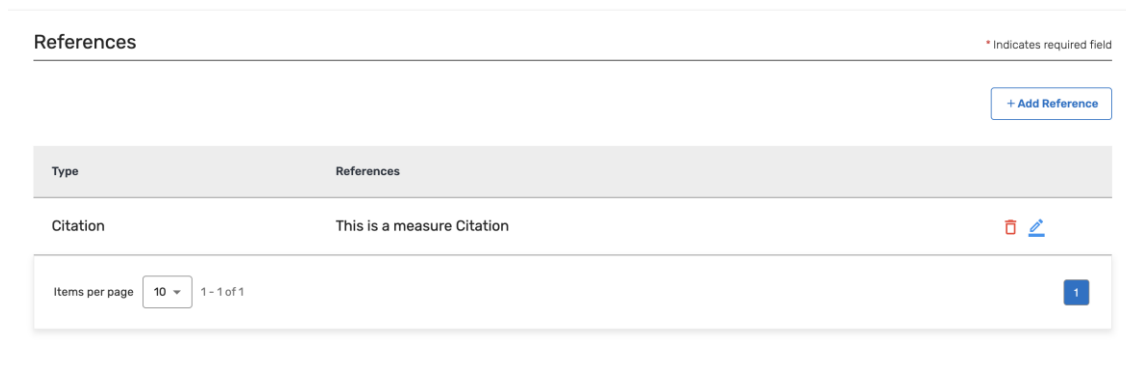 References
* Indicates required field
+ Add Reference
Type References
Citation This is a measure Citation
Items per page 10 1 - 1 of 1 1